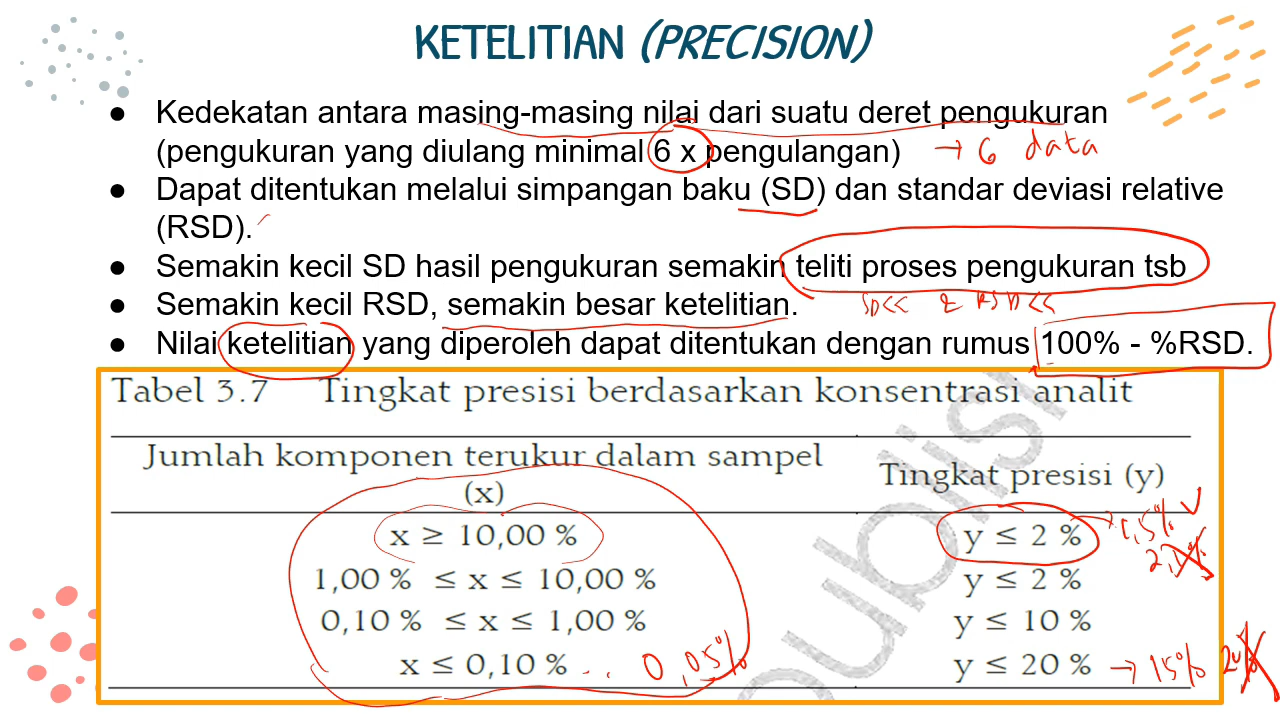 KETELITIAN (PRECISION)
● Kedekatan antara masing-masing nilai dari suatu deret pengukuran
(pengukuran yang diulang minimal 6 x pengulangan) → 6 data
● Dapat ditentukan melalui simpangan baku (SD) dan standar deviasi relative
(RSD).
● Semakin kecil SD hasil pengukuran semakin teliti proses pengukuran tsb
● Semakin kecil RSD, semakin besar ketelitian. SD<< & RSD<<
● Nilai ketelitian yang diperoleh dapat ditentukan dengan rumus 100% - %RSD.
Tabel 3.7 Tingkat presisi berdasarkan konsentrasi analit
Jumlah komponen terukur dalam sampel
(x)
Tingkat presisi (y)
x ≥ 10,00 % y ≤ 2 % → 1,5% ✓
1,00 % ≤ x ≤ 10,00 % y ≤ 2 %
0,10 % ≤ x ≤ 1,00 % y ≤ 10 %
x ≤ 0,10 % .. 0,05% y ≤ 20 % → 15%
publish